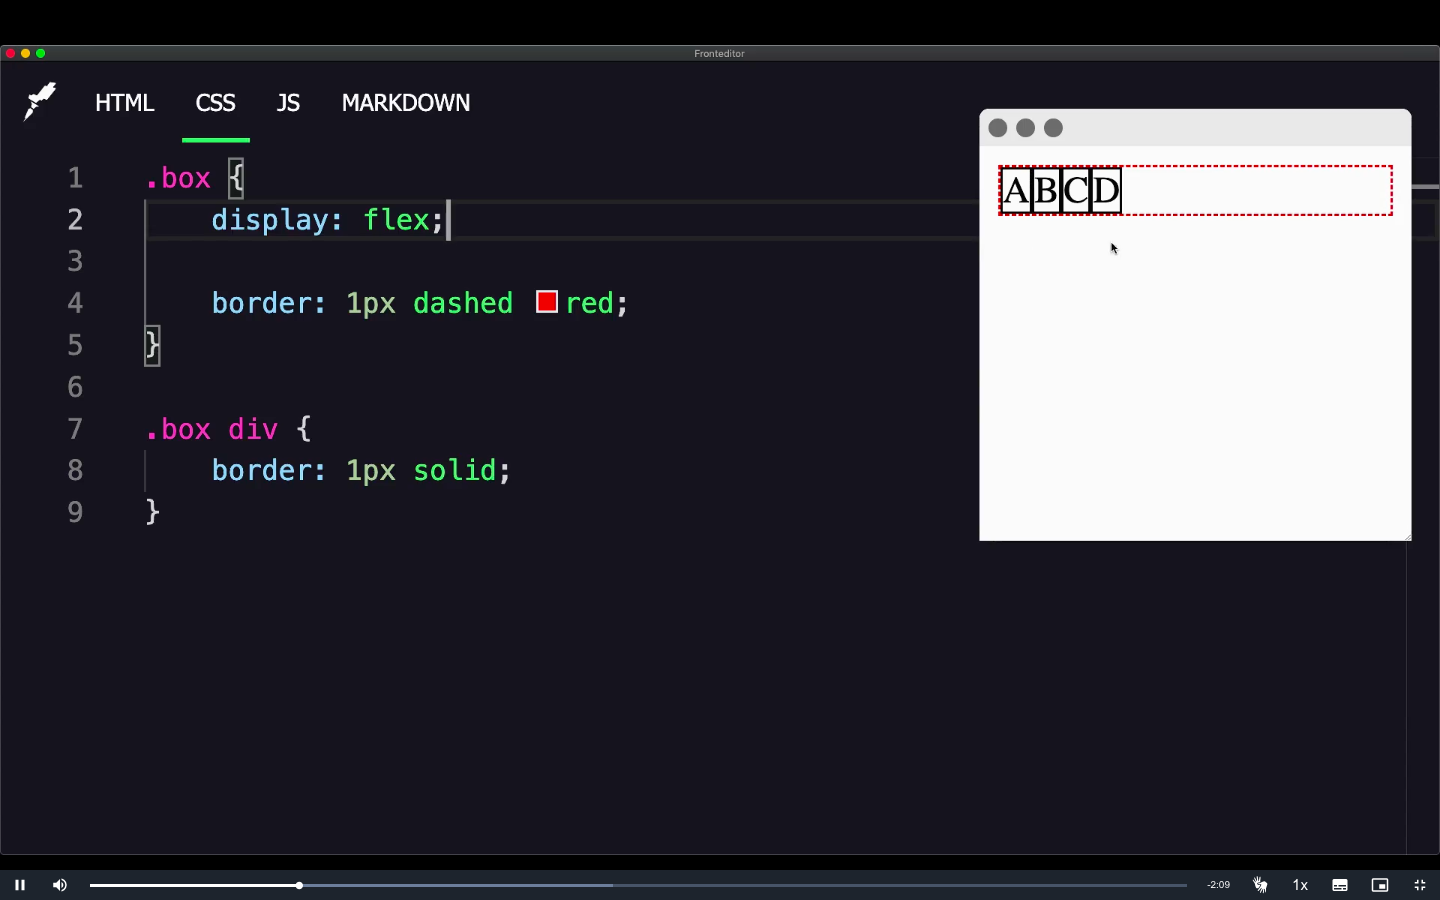 Fronteditor
HTML CSS JS MARKDOWN
1 .box {
2 display: flex;
3
4 border: 1px dashed red;
5 }
6
7 .box div {
8 border: 1px solid;
9 }
ABCD
-2:09
1x